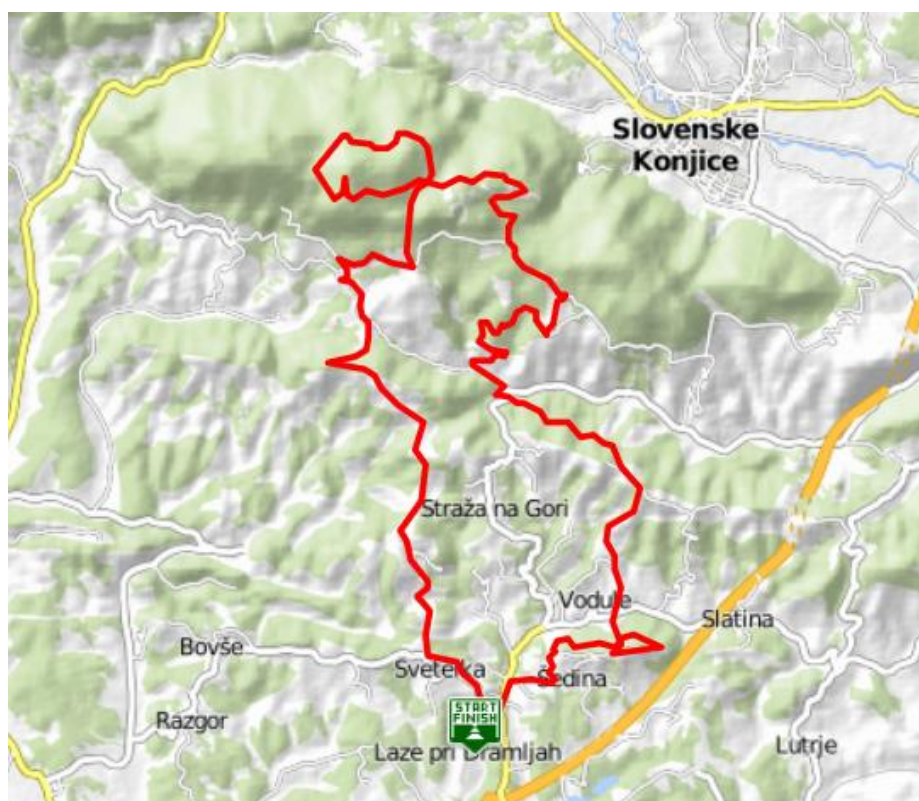 Slovenske
Konjice
Straža na Gori
Vodule
Slatina
Bovše
Svetelka
Šedina
Razgor
START
FINISH
Laze pri Dramljah
Lutrje